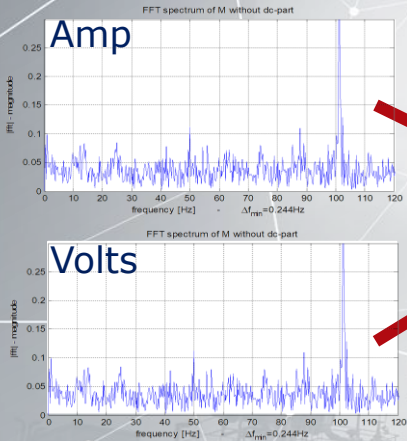 FFT spectrum of M without dc-part
Amp
|fft| - magnitude
0.25
0.2
0.15
0.1
0.05
0
0 10 20 30 40 50 60 70 80 90 100 110 120
frequency [Hz] - Δfmin=0.244Hz
FFT spectrum of M without dc-part
Volts
|fft| - magnitude
0.25
0.2
0.15
0.1
0.05
0
0 10 20 30 40 50 60 70 80 90 100 110 120
frequency [Hz] - Δfmin=0.244Hz